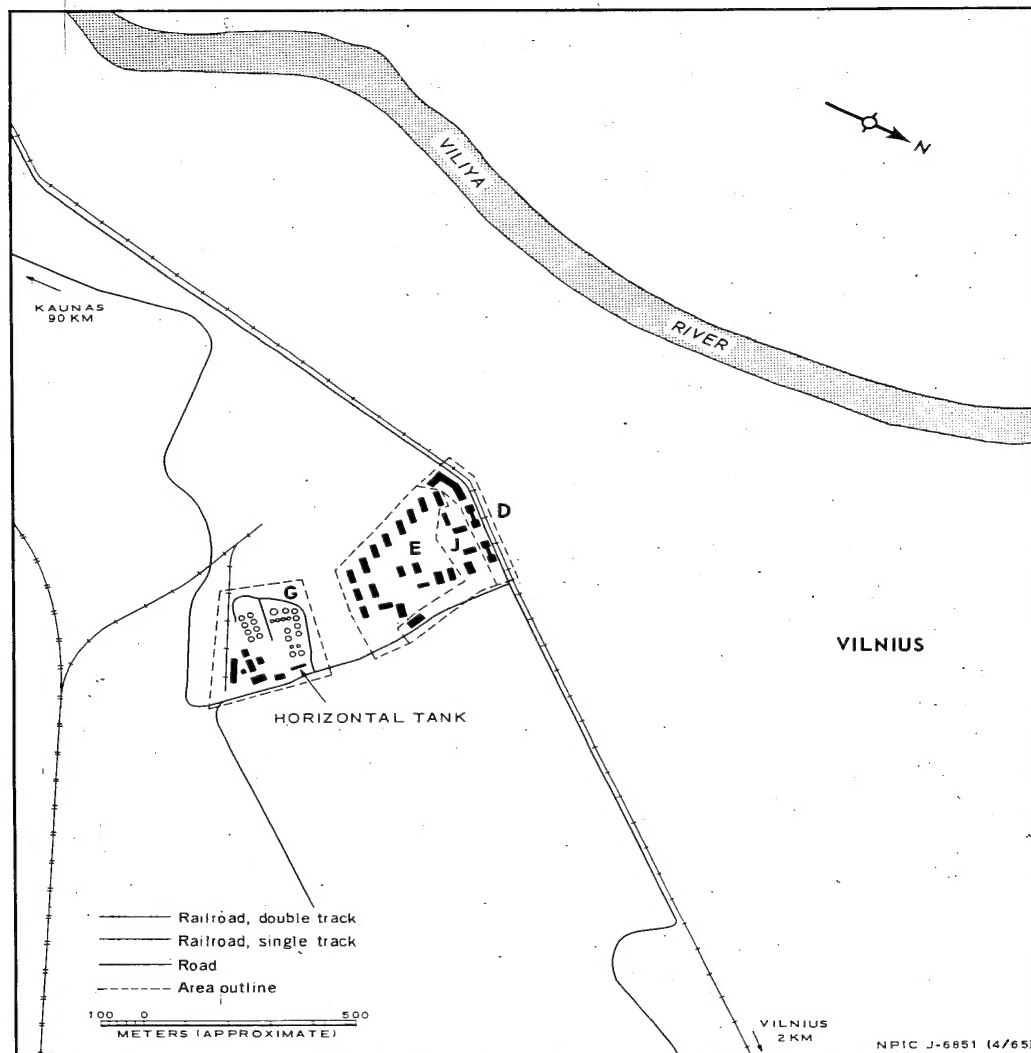 N
VILIYA
RIVER
KAUNAS
90 KM
D
E
J
G
VILNIUS
HORIZONTAL TANK
Railroad, double track
Railroad, single track
Road
Area outline
100 0 500
METERS (APPROXIMATE)
VILNIUS
2 KM
NPIC J-6851 (4/65)